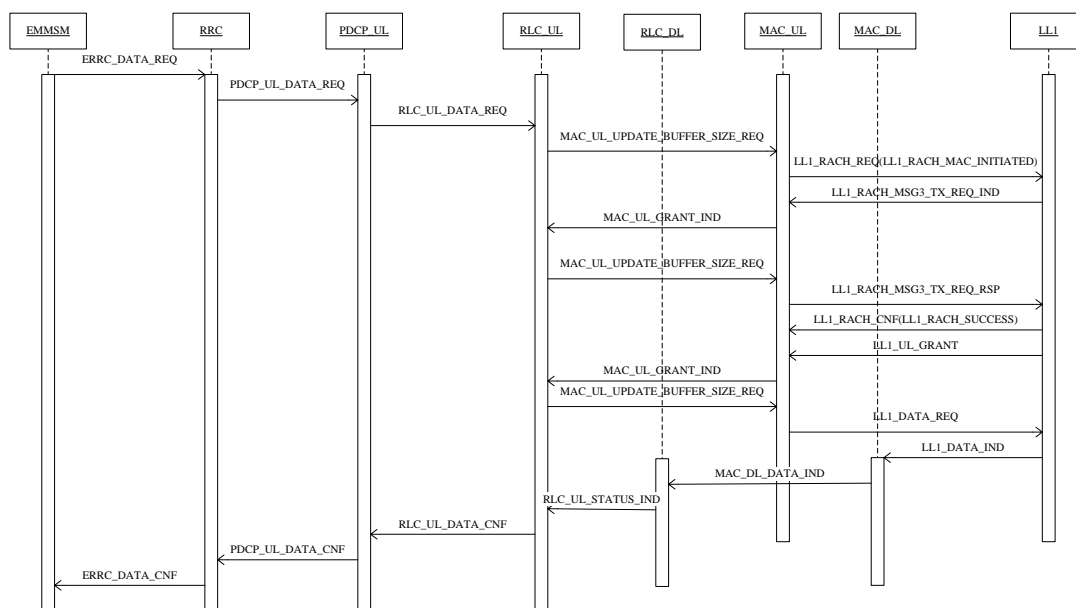 EMMSM
RRC
PDCP_UL
RLC_UL
RLC_DL
MAC_UL
MAC_DL
LL1
ERRC_DATA_REQ
PDCP_UL_DATA_REQ
RLC_UL_DATA_REQ
MAC_UL_UPDATE_BUFFER_SIZE_REQ
LL1_RACH_REQ(LL1_RACH_MAC_INITIATED)
LL1_RACH_MSG3_TX_REQ_IND
MAC_UL_GRANT_IND
MAC_UL_UPDATE_BUFFER_SIZE_REQ
LL1_RACH_MSG3_TX_REQ_RSP
LL1_RACH_CNF(LL1_RACH_SUCCESS)
LL1_UL_GRANT
MAC_UL_GRANT_IND
MAC_UL_UPDATE_BUFFER_SIZE_REQ
LL1_DATA_REQ
LL1_DATA_IND
MAC_DL_DATA_IND
RLC_UL_STATUS_IND
RLC_UL_DATA_CNF
PDCP_UL_DATA_CNF
ERRC_DATA_CNF